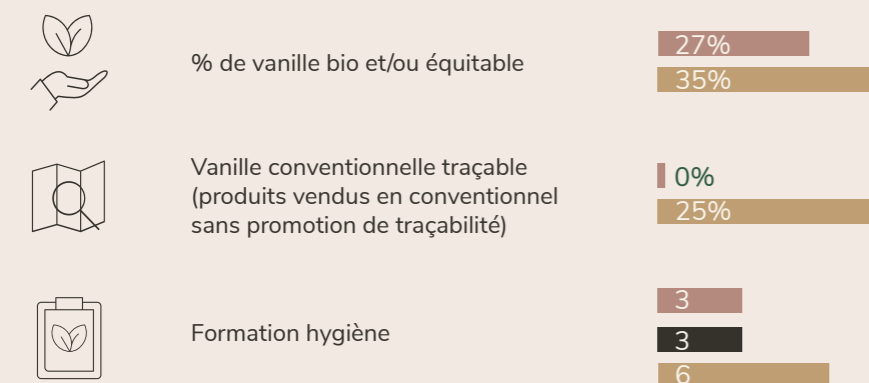 % de vanille bio et/ou équitable
27%
35%
Vanille conventionnelle traçable
(produits vendus en conventionnel
sans promotion de traçabilité)
0%
25%
Formation hygiène
3
3
6